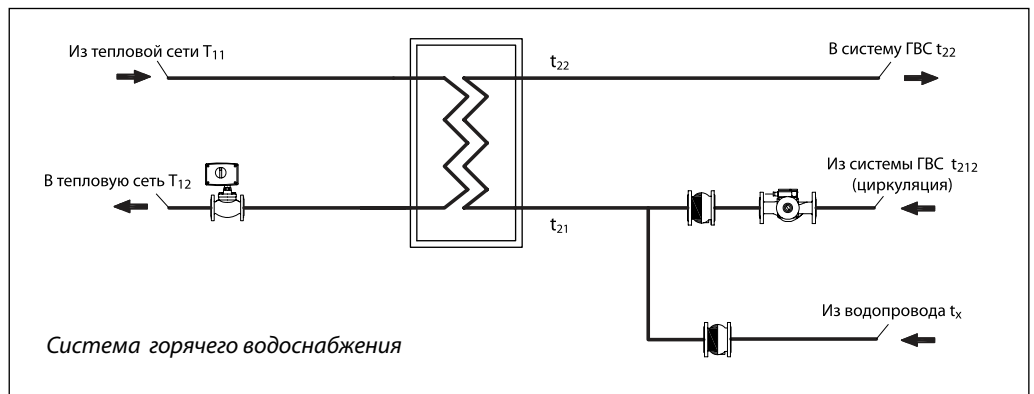 Из тепловой сети T11
t22
В систему ГВС t22
В тепловую сеть T12
Из системы ГВС t212
(циркуляция)
t21
Из водопровода tx
Система горячего водоснабжения